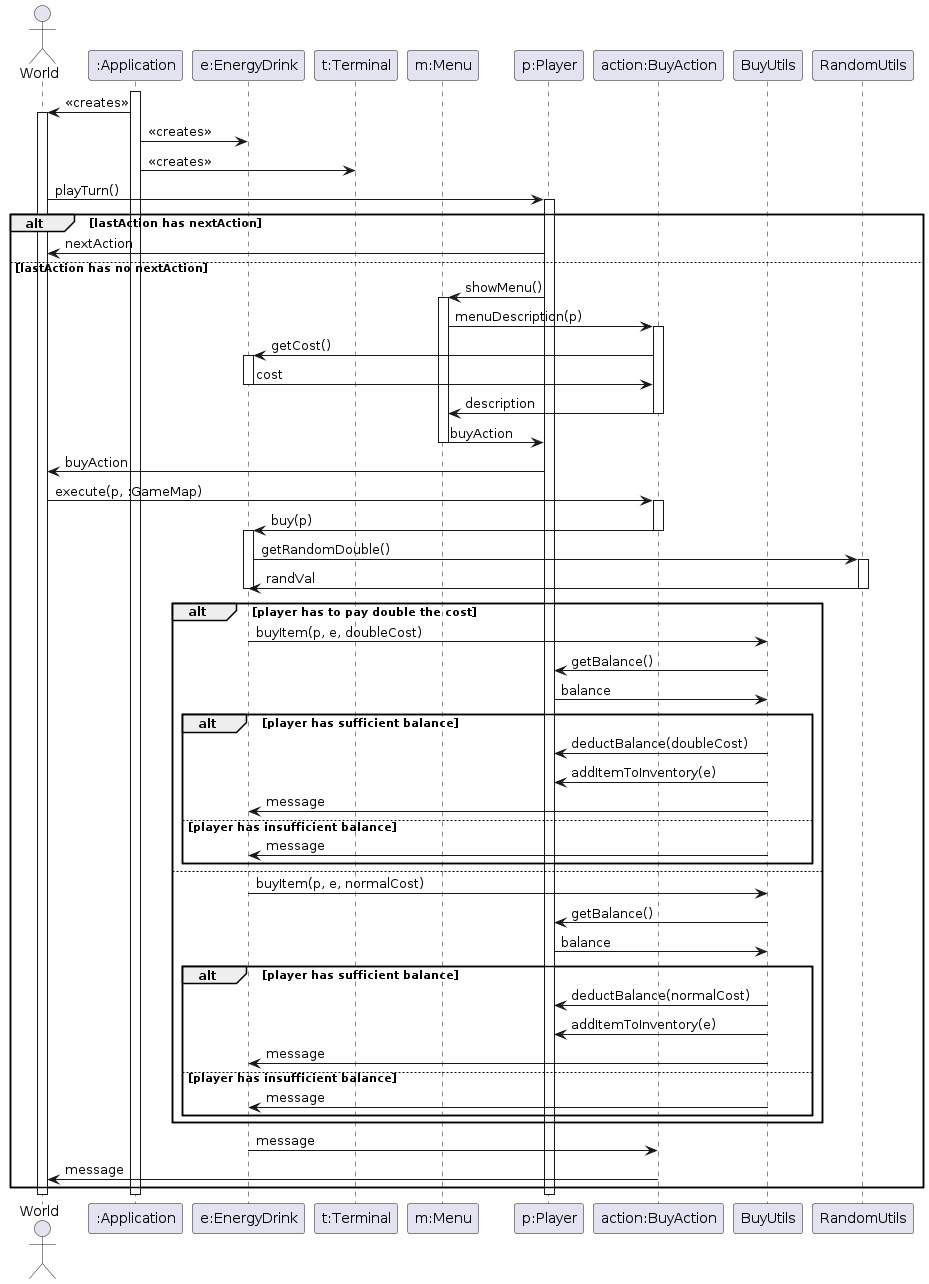 World
:Application
e:EnergyDrink
t:Terminal
m:Menu
p:Player
action:BuyAction
BuyUtils
RandomUtils
«creates»
«creates»
«creates»
playTurn()
alt
[lastAction has nextAction]
nextAction
[lastAction has no nextAction]
showMenu()
menuDescription(p)
getCost()
cost
description
buyAction
buyAction
execute(p, :GameMap)
buy(p)
getRandomDouble()
randVal
alt
[player has to pay double the cost]
buyItem(p, e, doubleCost)
getBalance()
balance
alt
[player has sufficient balance]
deductBalance(doubleCost)
addItemToInventory(e)
message
[player has insufficient balance]
message
buyItem(p, e, normalCost)
getBalance()
balance
alt
[player has sufficient balance]
deductBalance(normalCost)
addItemToInventory(e)
message
[player has insufficient balance]
message
message
message
World
:Application
e:EnergyDrink
t:Terminal
m:Menu
p:Player
action:BuyAction
BuyUtils
RandomUtils